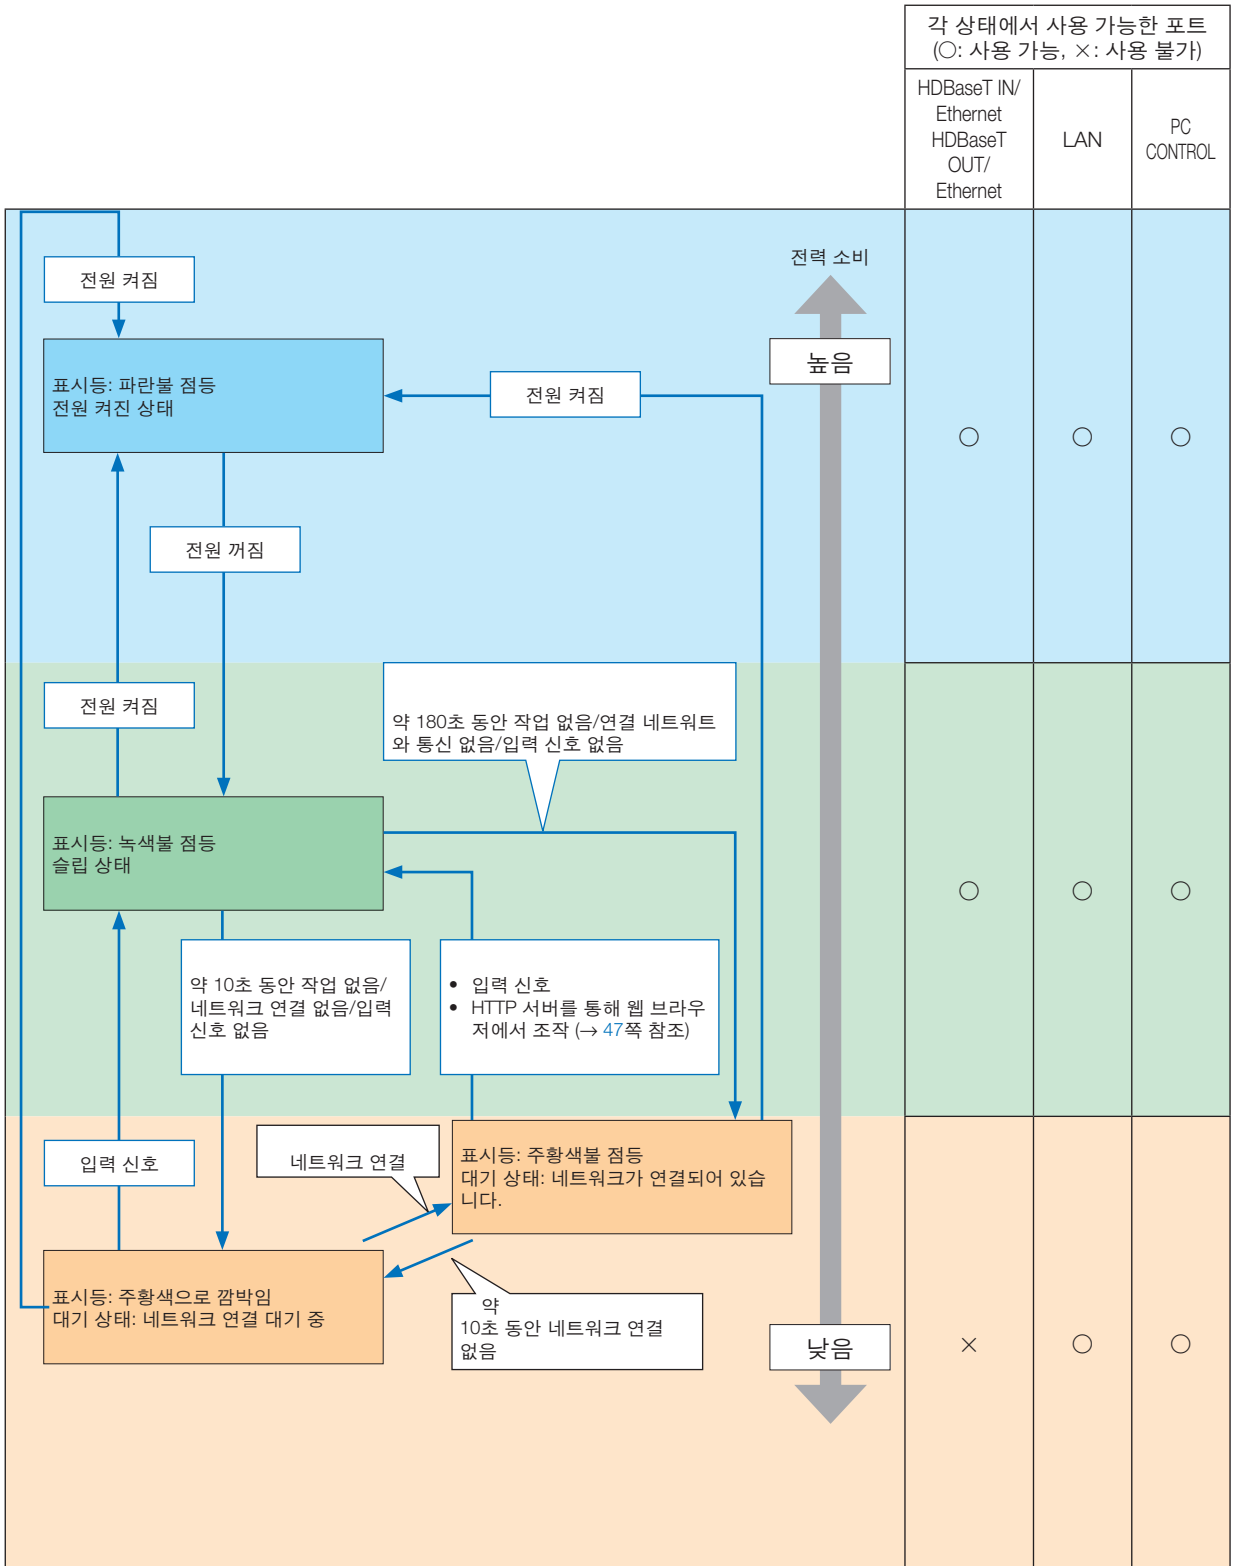 각 상태에서 사용 가능한 포트
(○: 사용 가능, ×: 사용 불가)
HDBaseT IN/
Ethernet
HDBaseT
OUT/
Ethernet
LAN
PC
CONTROL
전력 소비
전원 켜짐
높음
표시등: 파란불 점등
전원 켜진 상태
전원 켜짐
○ ○ ○
전원 꺼짐
전원 켜짐
약 180초 동안 작업 없음/연결 네트워트
와 통신 없음/입력 신호 없음
표시등: 녹색불 점등
슬립 상태
○ ○ ○
약 10초 동안 작업 없음/
네트워크 연결 없음/입력
신호 없음
• 입력 신호
• HTTP 서버를 통해 웹 브라우
저에서 조작 (→ 47쪽 참조)
입력 신호
네트워크 연결
표시등: 주황색불 점등
대기 상태: 네트워크가 연결되어 있습
니다.
표시등: 주황색으로 깜박임
대기 상태: 네트워크 연결 대기 중
약
10초 동안 네트워크 연결
없음
낮음
× ○ ○